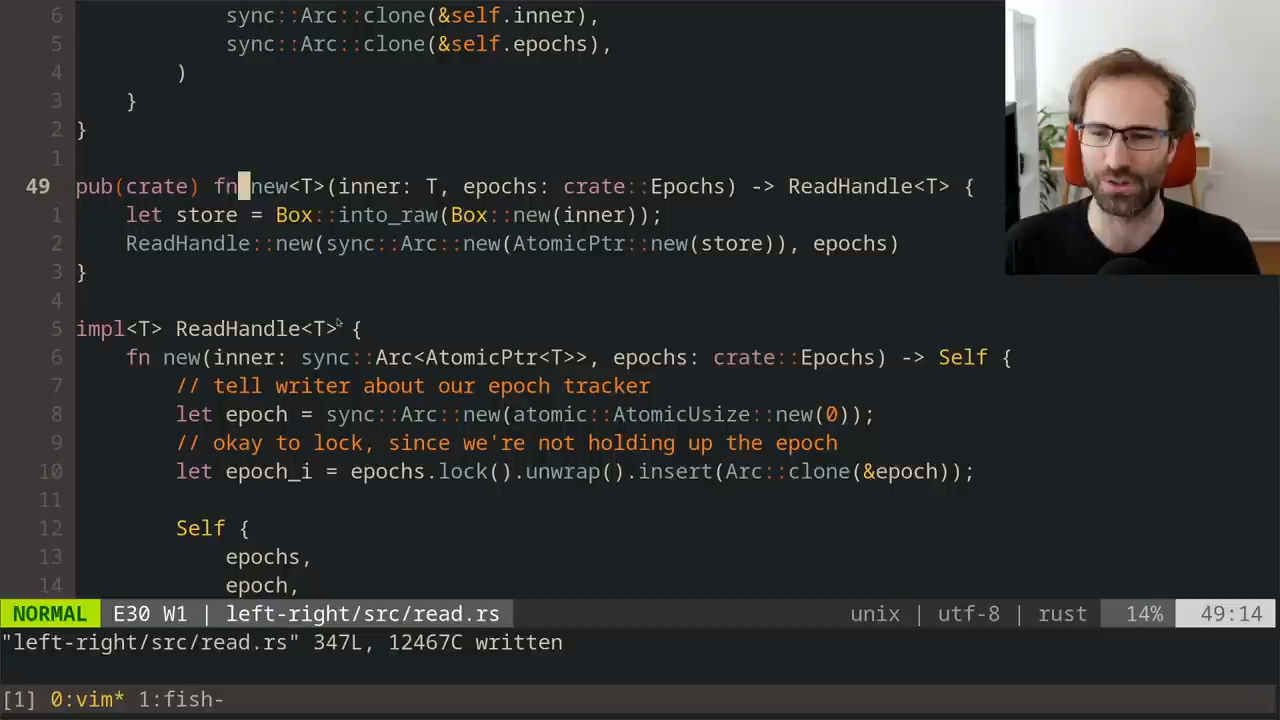 6             sync::Arc::clone(&self.inner),
5             sync::Arc::clone(&self.epochs),
4         )
3     }
2 }
1
49 pub(crate) fn new<T>(inner: T, epochs: crate::Epochs) -> ReadHandle<T> {
1     let store = Box::into_raw(Box::new(inner));
2     ReadHandle::new(sync::Arc::new(AtomicPtr::new(store)), epochs)
3 }
4
5 impl<T> ReadHandle<T> {
6     fn new(inner: sync::Arc<AtomicPtr<T>>, epochs: crate::Epochs) -> Self {
7         // tell writer about our epoch tracker
8         let epoch = sync::Arc::new(atomic::AtomicUsize::new(0));
9         // okay to lock, since we're not holding up the epoch
10         let epoch_i = epochs.lock().unwrap().insert(Arc::clone(&epoch));
11
12         Self {
13             epochs,
14             epoch,
NORMAL E30 W1 | left-right/src/read.rs unix | utf-8 | rust 14% 49:14
"left-right/src/read.rs" 347L, 12467C written
[1] 0:vim* 1:fish-